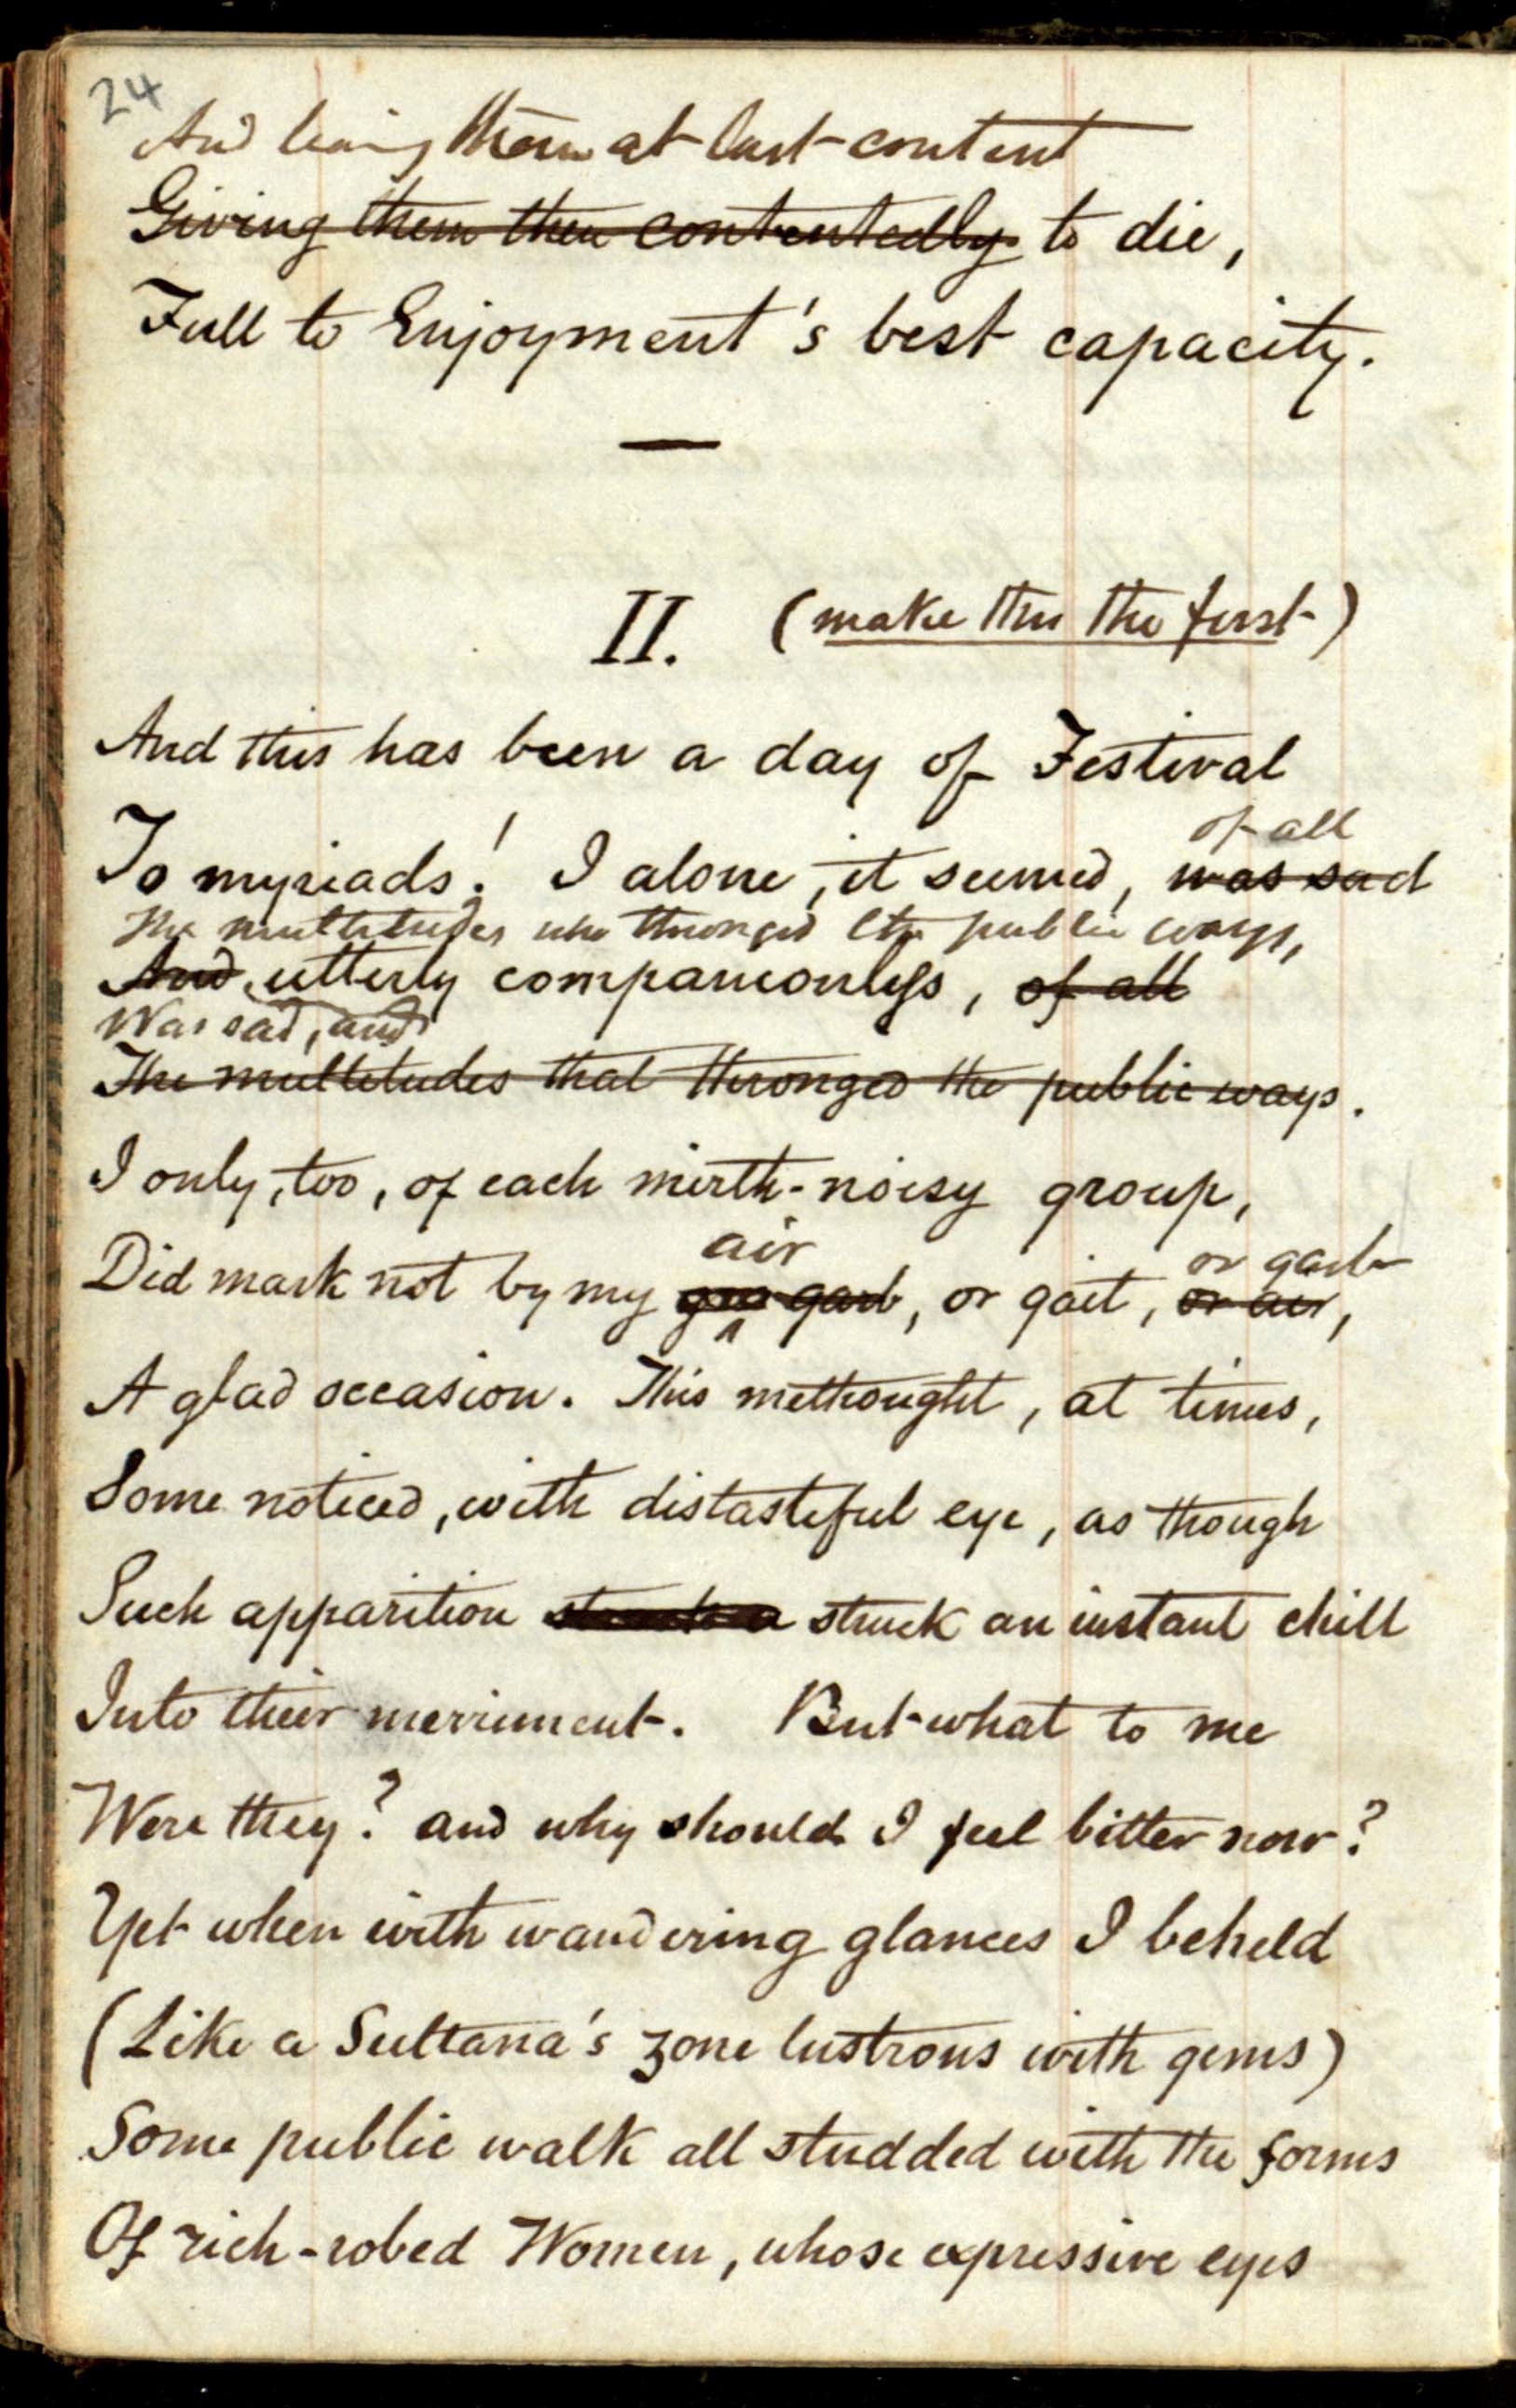 24
And leaving them at last content
Giving them then contentedly to die,
Full to Enjoyment's best capacity.
II. (make this the first)
And this has been a day of Festival
of all
To myriads! I alone, it seemed, was sad
The multitudes who thronged the public ways,
And utterly companionless, of all
Was sad, and
The multitudes that thronged the public ways.
I only, too, of each mirth-noisy group,
air or garb
Did mark not by my garb, or gait, or air,
A glad occasion. This methought, at times,
Some noticed, with distasteful eye, as though
Such apparition struck an instant chill
Into their merriment. But what to me
Were they? and why should I feel bitter now?
Yet when with wandering glances I beheld
(Like a Sultana's zone lustrous with gems)
Some public walk all studded with the forms
Of rich-robed Women, whose expressive eyes